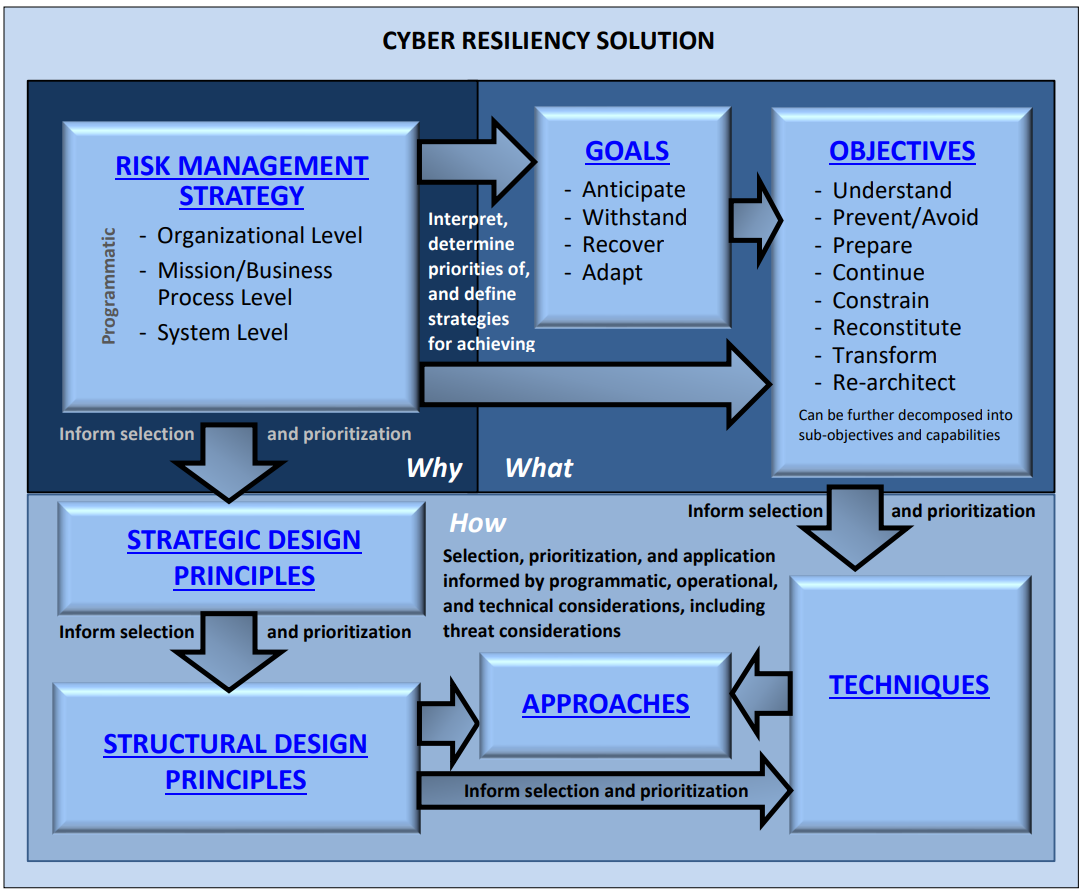 CYBER RESILIENCY SOLUTION
RISK MANAGEMENT
STRATEGY
Programmatic
- Organizational Level
- Mission/Business
Process Level
- System Level
Interpret,
determine
priorities of,
and define
strategies
for achieving
GOALS
- Anticipate
- Withstand
- Recover
- Adapt
OBJECTIVES
- Understand
- Prevent/Avoid
- Prepare
- Continue
- Constrain
- Reconstitute
- Transform
- Re-architect
Can be further decomposed into
sub-objectives and capabilities
Inform selection and prioritization
Why
What
STRATEGIC DESIGN
PRINCIPLES
Inform selection and prioritization
How
Selection, prioritization, and application
informed by programmatic, operational,
and technical considerations, including
threat considerations
Inform selection and prioritization
STRUCTURAL DESIGN
PRINCIPLES
APPROACHES
TECHNIQUES
Inform selection and prioritization